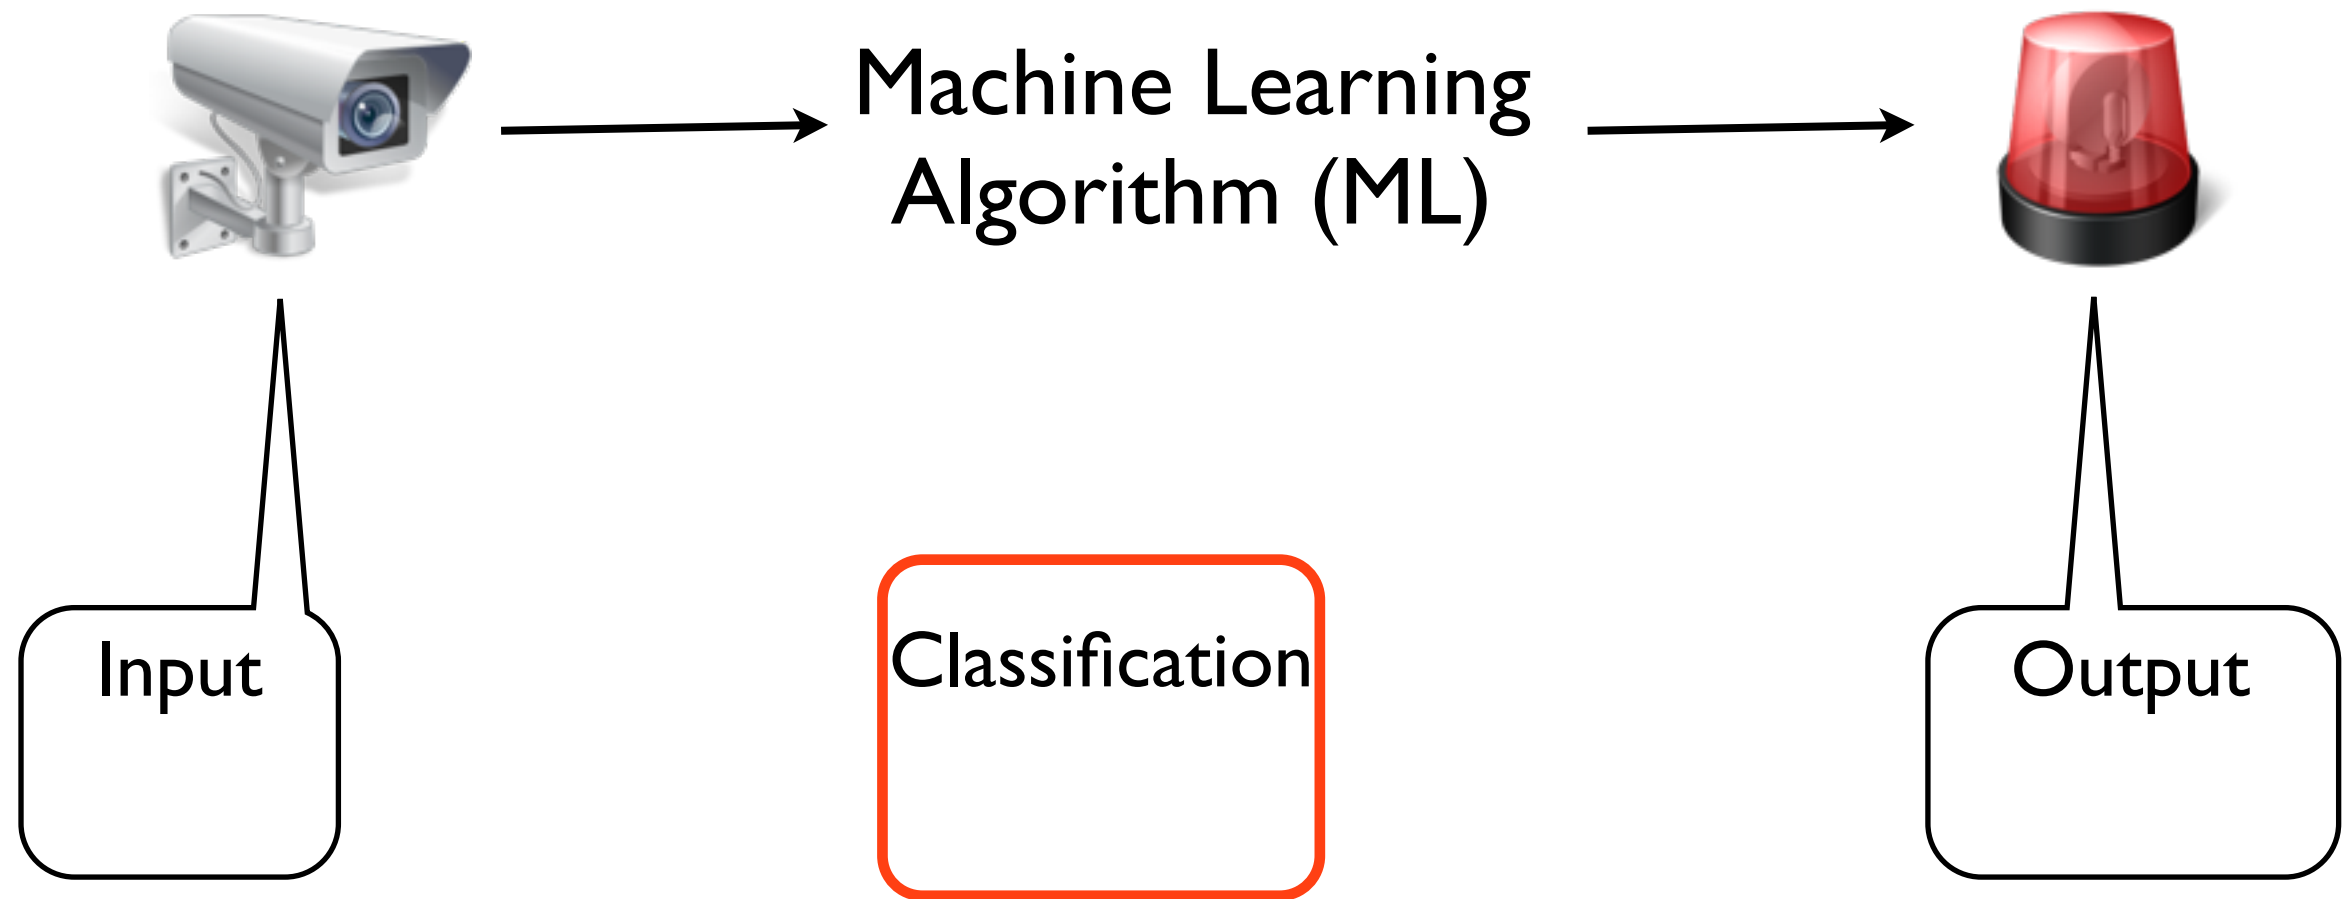 Machine Learning
Algorithm (ML)
Input
Classification
Output